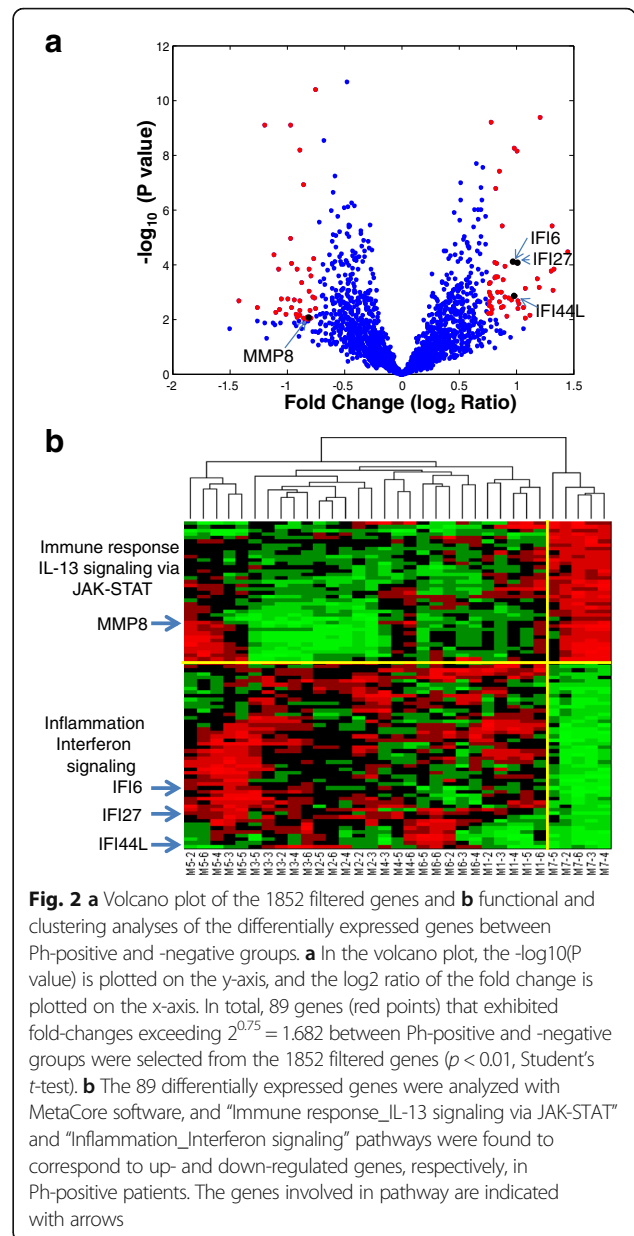 a
12
10
8
6
4
2
0
-log10 (P value)
IFI6
IFI27
IFI44L
MMP8
-2 -1.5 -1 -0.5 0 0.5 1 1.5
Fold Change (log2 Ratio)
b
Immune response
IL-13 signaling via
JAK-STAT
MMP8
Inflammation
Interferon
signaling
IFI6
IFI27
IFI44L
Fig. 2 a Volcano plot of the 1852 filtered genes and b functional and
clustering analyses of the differentially expressed genes between
Ph-positive and -negative groups. a In the volcano plot, the -log10(P
value) is plotted on the y-axis, and the log2 ratio of the fold change is
plotted on the x-axis. In total, 89 genes (red points) that exhibited
fold-changes exceeding 2^0.75 = 1.682 between Ph-positive and -negative
groups were selected from the 1852 filtered genes (p < 0.01, Student's
t-test). b The 89 differentially expressed genes were analyzed with
MetaCore software, and "Immune response_IL-13 signaling via JAK-STAT"
and "Inflammation_Interferon signaling" pathways were found to
correspond to up- and down-regulated genes, respectively, in
Ph-positive patients. The genes involved in pathway are indicated
with arrows